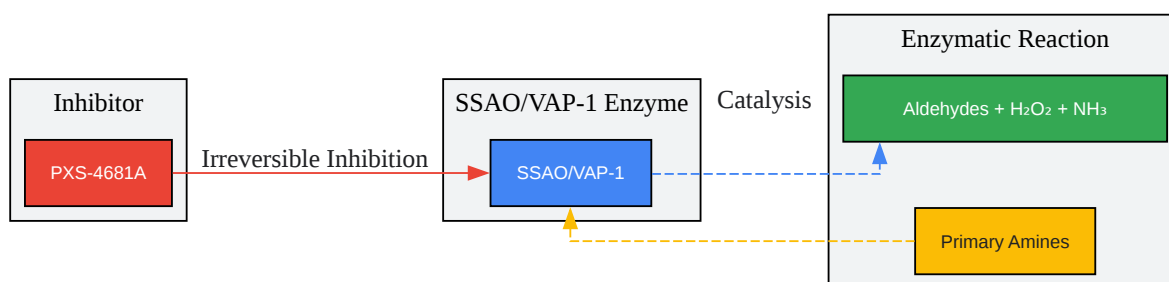 Inhibitor
PXS-4681A
Irreversible Inhibition
SSAO/VAP-1 Enzyme
SSAO/VAP-1
Catalysis
Enzymatic Reaction
Aldehydes + H₂O₂ + NH₃
Primary Amines